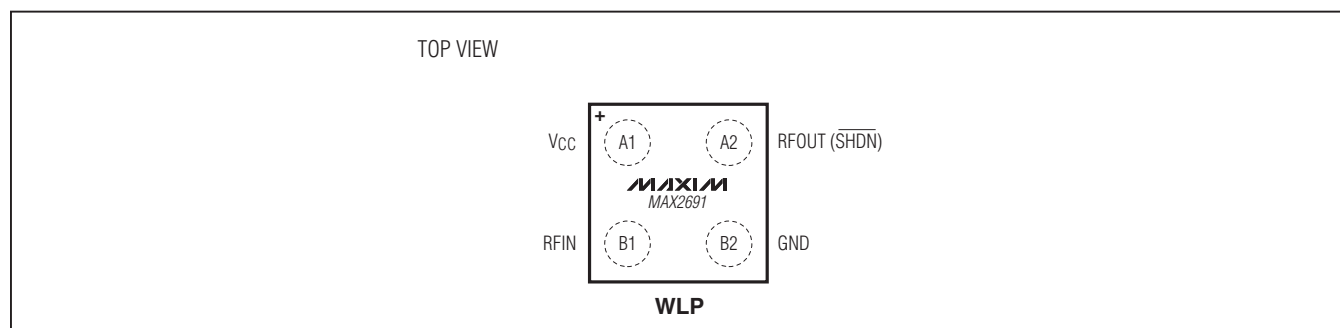 TOP VIEW
+
VCC A1 A2 RFOUT (SHDN)
MAXIM
MAX2691
RFIN B1 B2 GND
WLP